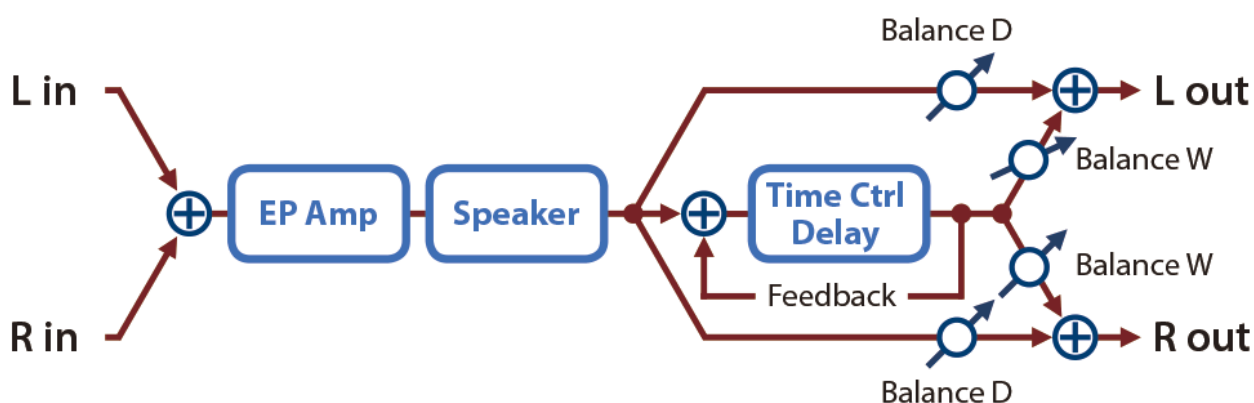 Balance D
L in
L out
Balance W
EP Amp
Speaker
Time Ctrl
Delay
Balance W
Feedback
R in
R out
Balance D